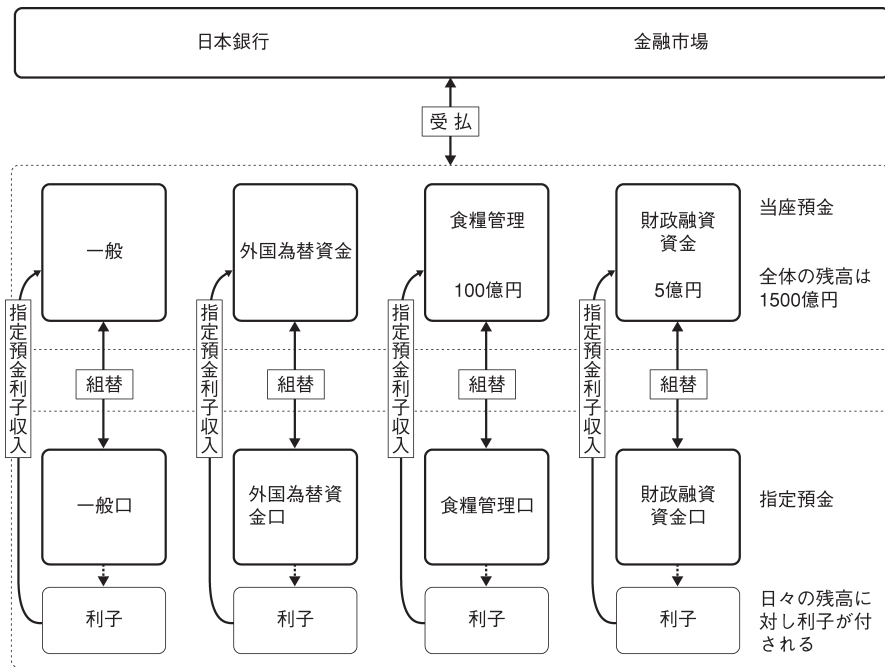 日本銀行
金融市場
受払
一般
外国為替資金
食糧管理
100億円
財政融資
資金
5億円
当座預金
全体の残高は
1500億円
指定預金利子収入
指定預金利子収入
指定預金利子収入
指定預金利子収入
組替
組替
組替
組替
一般口
外国為替資
金口
食糧管理口
財政融資
資金口
指定預金
利子
利子
利子
利子
日々の残高に
対し利子が付
される